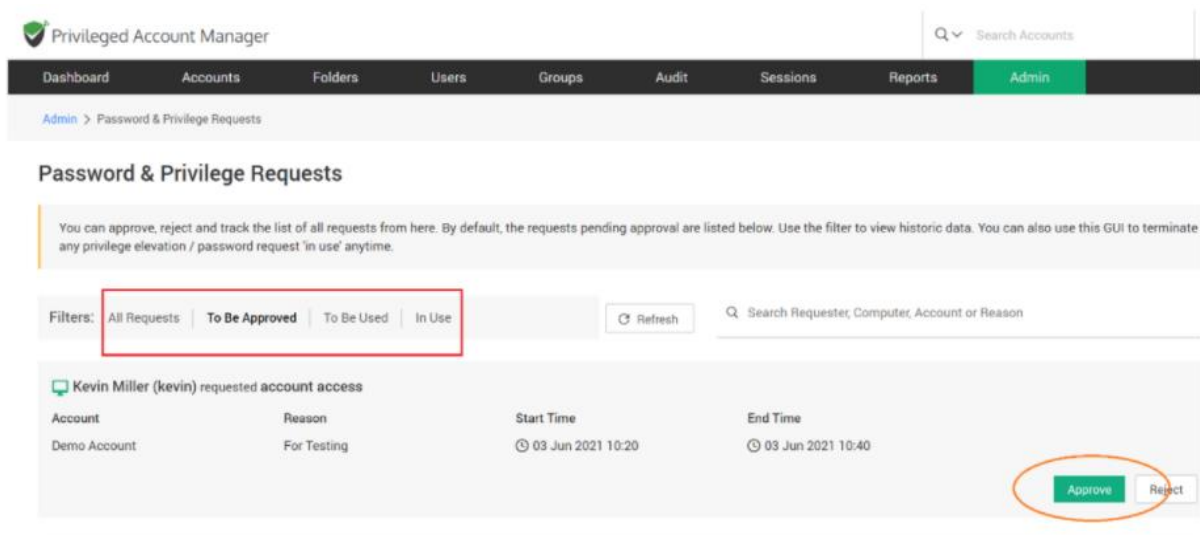 Privileged Account Manager
Search Accounts
Dashboard Accounts Folders Users Groups Audit Sessions Reports Admin
Admin > Password & Privilege Requests
Password & Privilege Requests
You can approve, reject and track the list of all requests from here. By default, the requests pending approval are listed below. Use the filter to view historic data. You can also use this GUI to terminate
any privilege elevation / password request 'in use' anytime.
Filters: All Requests To Be Approved To Be Used In Use
Refresh
Search Requester, Computer, Account or Reason
Kevin Miller (kevin) requested account access
Account Reason Start Time End Time
Demo Account For Testing 03 Jun 2021 10:20 03 Jun 2021 10:40
Approve Reject